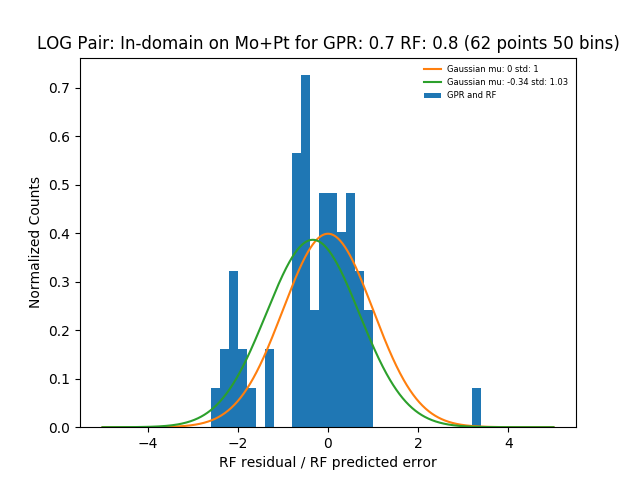 LOG Pair: In-domain on Mo+Pt for GPR: 0.7 RF: 0.8 (62 points 50 bins)
Gaussian mu: 0 std: 1
Gaussian mu: -0.34 std: 1.03
GPR and RF
Normalized Counts
0.7
0.6
0.5
0.4
0.3
0.2
0.1
0.0
−4 −2 0 2 4
RF residual / RF predicted error